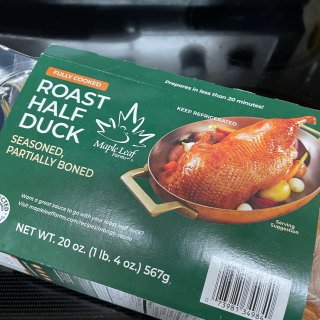 FULLY COOKED
ROAST
HALF
DUCK
SEASONED,
PARTIALLY BONED
Maple Leaf
Farms
Prepares in less than 20 minutes!
KEEP REFRIGERATED
Serving
Suggestion
Want a great sauce to go with your roast half duck?
Visit mapleleaffarms.com/recipes/orange-sauce
NET WT. 20 oz. (1 lb. 4 oz.) 567g